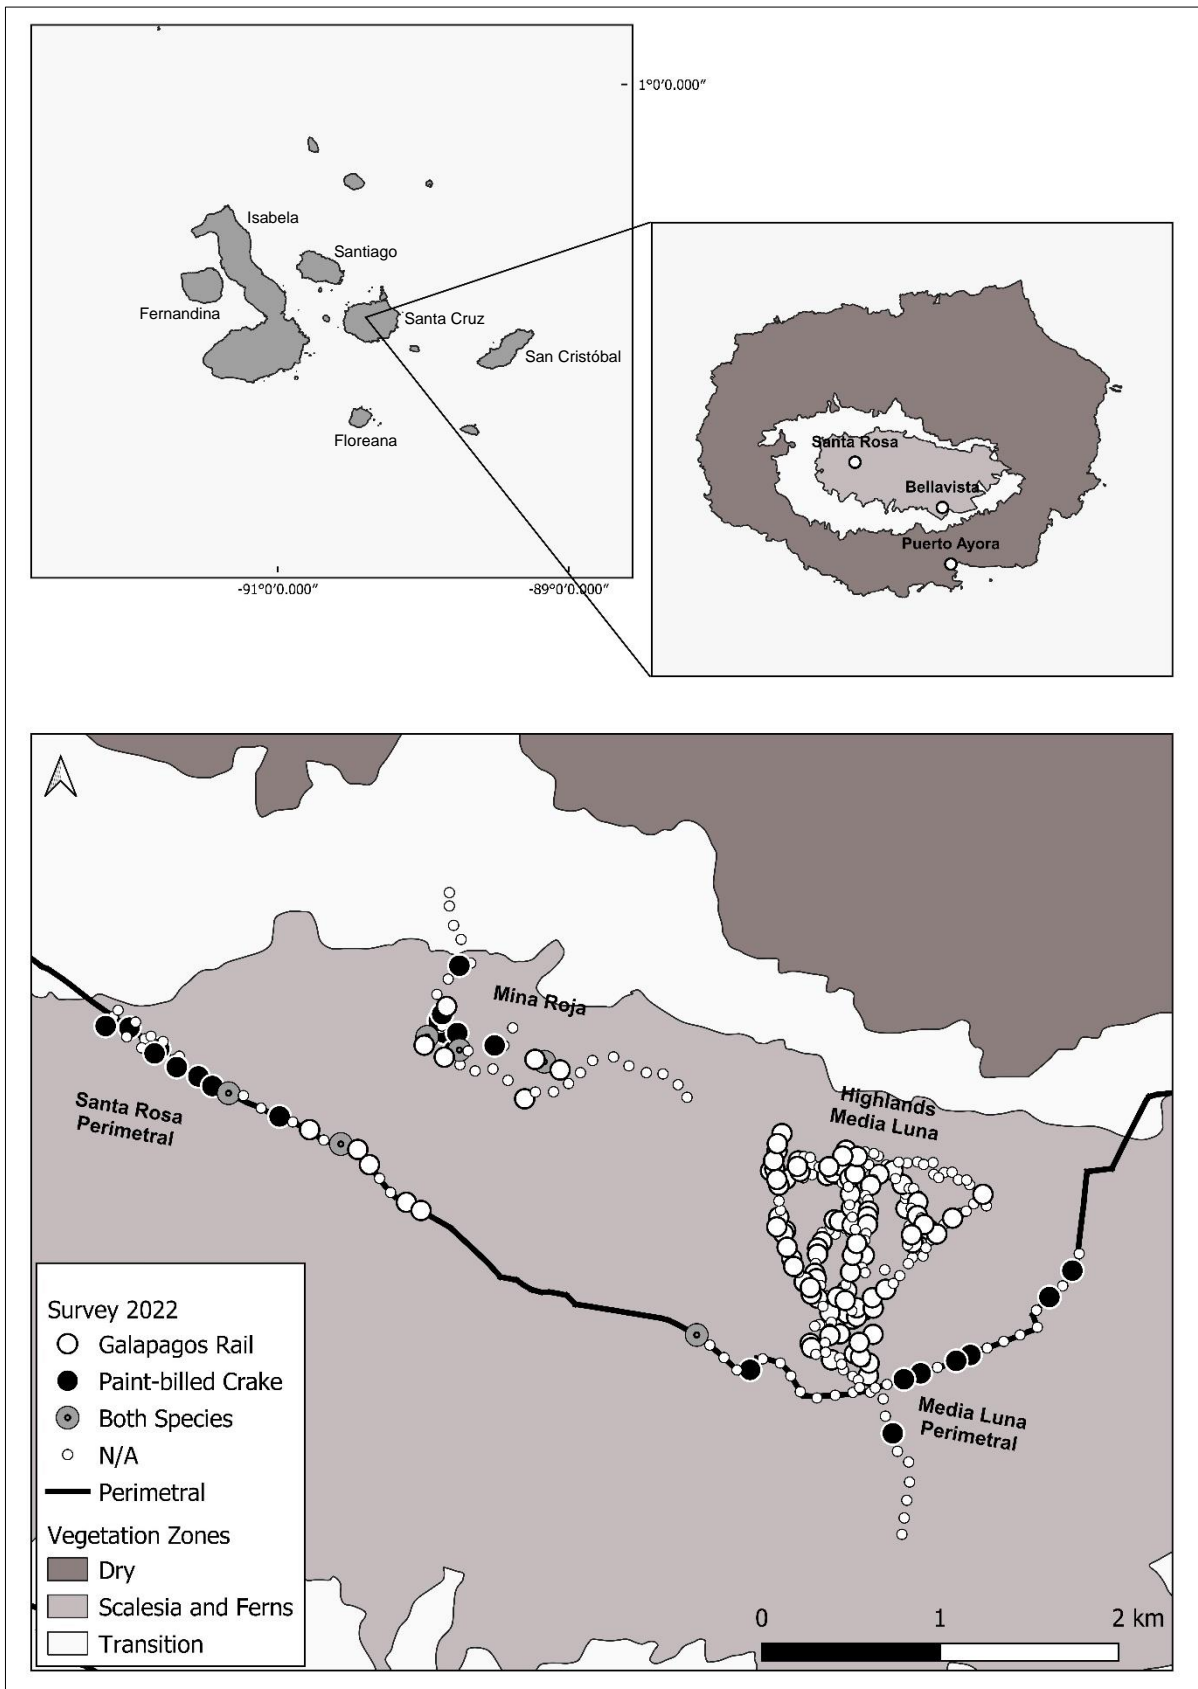 1°0′0.000″
Isabela
Santiago
Fernandina
Santa Cruz
San Cristóbal
Floreana
-91°0′0.000″
-89°0′0.000″
Santa Rosa
Bellavista
Puerto Ayora
Mina Roja
Santa Rosa
Perimetral
Highlands
Media Luna
Media Luna
Perimetral
Survey 2022
Galapagos Rail
Paint-billed Crake
Both Species
N/A
Perimetral
Vegetation Zones
Dry
Scalesia and Ferns
Transition
0 1 2 km